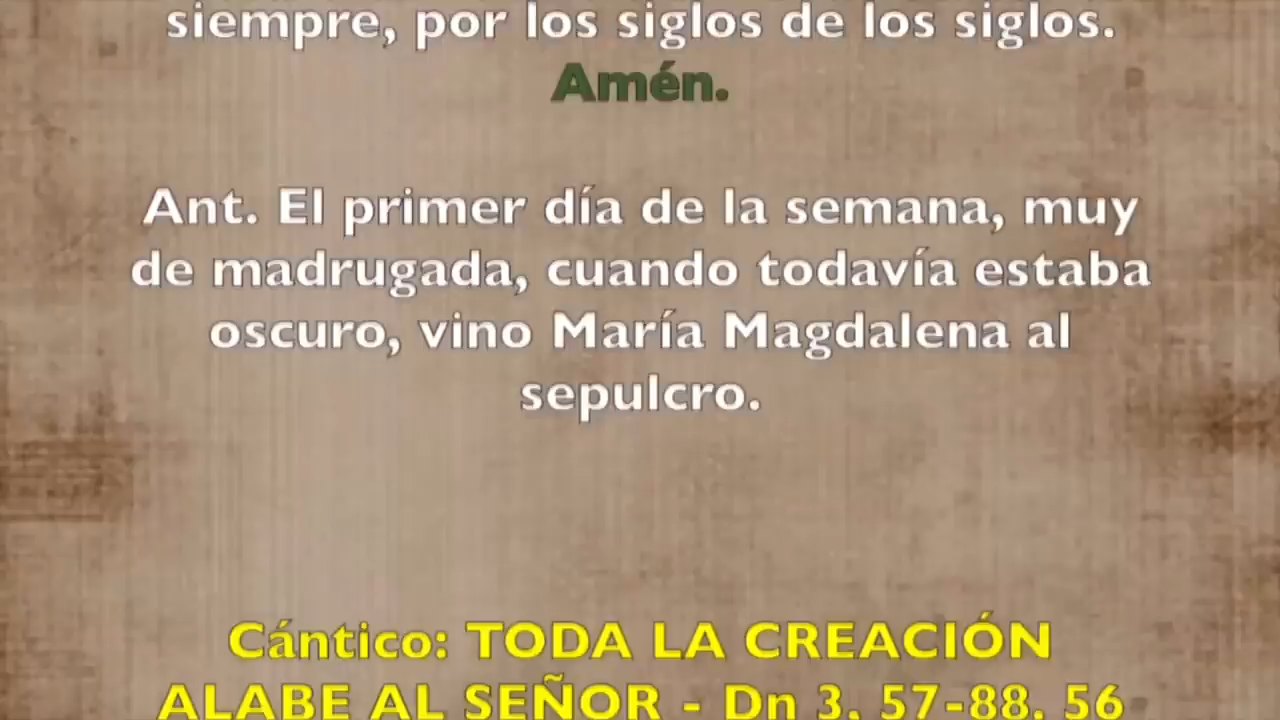 siempre, por los siglos de los siglos.
Amén.
Ant. El primer día de la semana, muy
de madrugada, cuando todavía estaba
oscuro, vino María Magdalena al
sepulcro.
Cántico: TODA LA CREACIÓN
ALABE AL SEÑOR - Dn 3, 57-88. 56